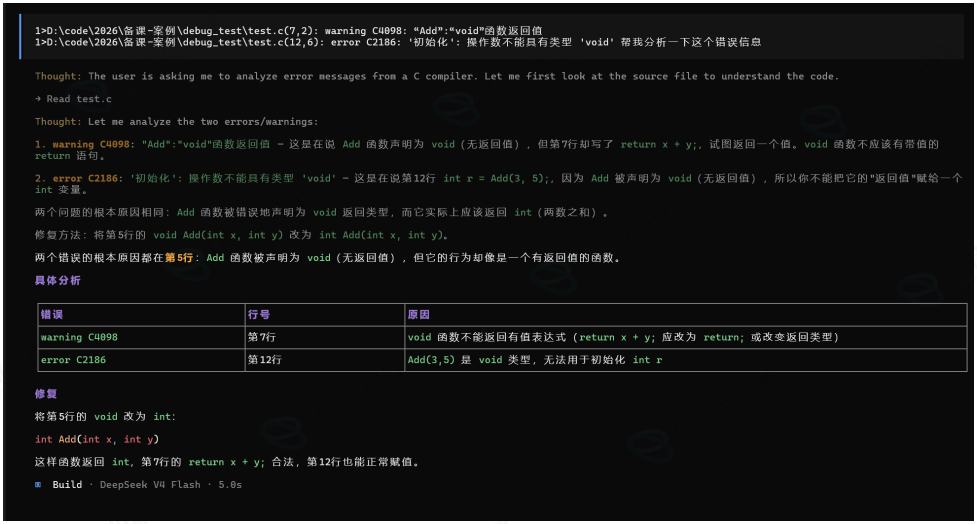 1>D:\code\2026\备课-案例\debug_test\test.c(7,2): warning C4098: “Add”:“void”函数返回值
1>D:\code\2026\备课-案例\debug_test\test.c(12,6): error C2186: '初始化': 操作数不能具有类型 'void' 帮我分析一下这个错误信息
Thought: The user is asking me to analyze error messages from a C compiler. Let me first look at the source file to understand the code.
→ Read test.c
Thought: Let me analyze the two errors/warnings:
1. warning C4098: "Add":"void"函数返回值 - 这是在说 Add 函数声明为 void (无返回值) , 但第7行却写了 return x + y;, 试图返回一个值。void 函数不应该有带值的
return 语句。
2. error C2186: '初始化': 操作数不能具有类型 'void' - 这是在说第12行 int r = Add(3, 5);, 因为 Add 被声明为 void (无返回值) , 所以你不能把它的"返回值"赋给一个
int 变量。
两个问题的根本原因相同: Add 函数被错误地声明为 void 返回类型, 而它实际上应该返回 int (两数之和) 。
修复方法: 将第5行的 void Add(int x, int y) 改为 int Add(int x, int y)。
两个错误的根本原因都在第5行: Add 函数被声明为 void (无返回值) , 但它的行为却像是一个有返回值的函数。
具体分析
错误 行号 原因
warning C4098 第7行 void 函数不能返回有值表达式 (return x + y; 应改为 return; 或改变返回类型)
error C2186 第12行 Add(3,5) 是 void 类型, 无法用于初始化 int r
修复
将第5行的 void 改为 int:
int Add(int x, int y)
这样函数返回 int, 第7行的 return x + y; 合法, 第12行也能正常赋值。
Build · DeepSeek V4 Flash · 5.0s